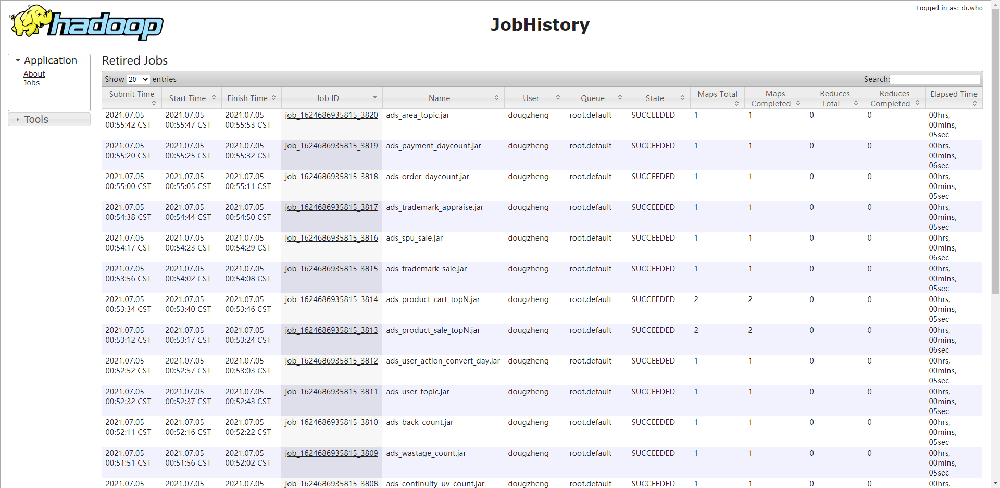 Logged in as: dr.who
hadoop
JobHistory
Application
About
Jobs
Tools
Retired Jobs
Show 20 entries
Search:
Submit Time Start Time Finish Time Job ID Name User Queue State Maps Total Maps Completed Reduces Total Reduces Completed Elapsed Time
2021.07.05 00:55:42 CST 2021.07.05 00:55:47 CST 2021.07.05 00:55:53 CST job_1624686935815_3820 ads_area_topic.jar dougzheng root.default SUCCEEDED 1 1 0 0 00hrs, 00mins, 05sec
2021.07.05 00:55:20 CST 2021.07.05 00:55:25 CST 2021.07.05 00:55:32 CST job_1624686935815_3819 ads_payment_daycount.jar dougzheng root.default SUCCEEDED 1 1 0 0 00hrs, 00mins, 06sec
2021.07.05 00:55:00 CST 2021.07.05 00:55:05 CST 2021.07.05 00:55:11 CST job_1624686935815_3818 ads_order_daycount.jar dougzheng root.default SUCCEEDED 1 1 0 0 00hrs, 00mins, 05sec
2021.07.05 00:54:38 CST 2021.07.05 00:54:44 CST 2021.07.05 00:54:50 CST job_1624686935815_3817 ads_trademark_appraise.jar dougzheng root.default SUCCEEDED 1 1 0 0 00hrs, 00mins, 05sec
2021.07.05 00:54:17 CST 2021.07.05 00:54:23 CST 2021.07.05 00:54:29 CST job_1624686935815_3816 ads_spu_sale.jar dougzheng root.default SUCCEEDED 1 1 0 0 00hrs, 00mins, 06sec
2021.07.05 00:53:56 CST 2021.07.05 00:54:02 CST 2021.07.05 00:54:08 CST job_1624686935815_3815 ads_trademark_sale.jar dougzheng root.default SUCCEEDED 1 1 0 0 00hrs, 00mins, 05sec
2021.07.05 00:53:34 CST 2021.07.05 00:53:40 CST 2021.07.05 00:53:46 CST job_1624686935815_3814 ads_product_cart_topN.jar dougzheng root.default SUCCEEDED 2 2 0 0 00hrs, 00mins, 05sec
2021.07.05 00:53:12 CST 2021.07.05 00:53:17 CST 2021.07.05 00:53:24 CST job_1624686935815_3813 ads_product_sale_topN.jar dougzheng root.default SUCCEEDED 2 2 0 0 00hrs, 00mins, 06sec
2021.07.05 00:52:52 CST 2021.07.05 00:52:57 CST 2021.07.05 00:53:03 CST job_1624686935815_3812 ads_user_action_convert_day.jar dougzheng root.default SUCCEEDED 1 1 0 0 00hrs, 00mins, 05sec
2021.07.05 00:52:32 CST 2021.07.05 00:52:37 CST 2021.07.05 00:52:43 CST job_1624686935815_3811 ads_user_topic.jar dougzheng root.default SUCCEEDED 1 1 0 0 00hrs, 00mins, 05sec
2021.07.05 00:52:11 CST 2021.07.05 00:52:16 CST 2021.07.05 00:52:22 CST job_1624686935815_3810 ads_back_count.jar dougzheng root.default SUCCEEDED 1 1 0 0 00hrs, 00mins, 05sec
2021.07.05 00:51:51 CST 2021.07.05 00:51:56 CST 2021.07.05 00:52:02 CST job_1624686935815_3809 ads_wastage_count.jar dougzheng root.default SUCCEEDED 1 1 0 0 00hrs, 00mins, 05sec
2021.07.05 2021.07.05 2021.07.05 job_1624686935815_3808 ads_continuity_uv_count.jar dougzheng root.default SUCCEEDED 1 1 0 0 00hrs,